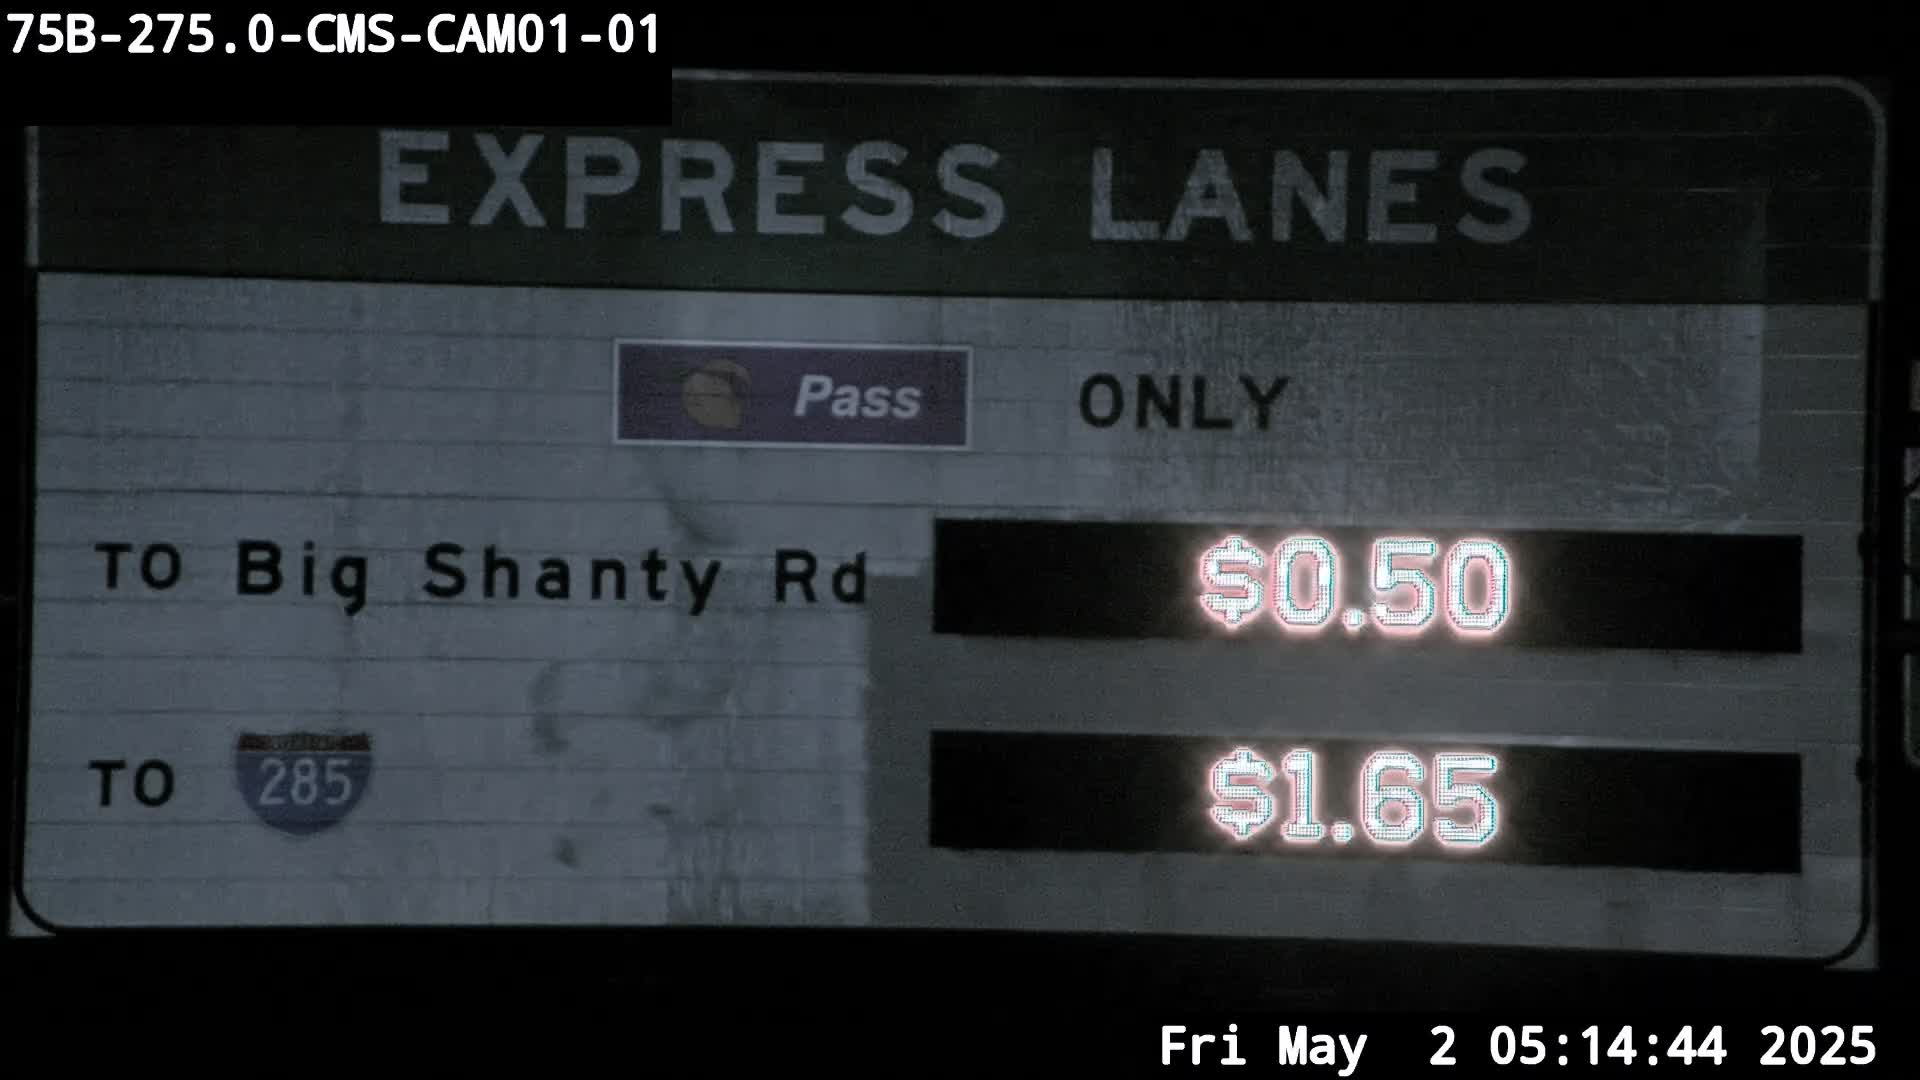 75B-275.0-CMS-CAM01-01
EXPRESS LANES
Pass ONLY
TO Big Shanty Rd $0.50
TO 285 $1.65
Fri May 2 05:14:44 2025